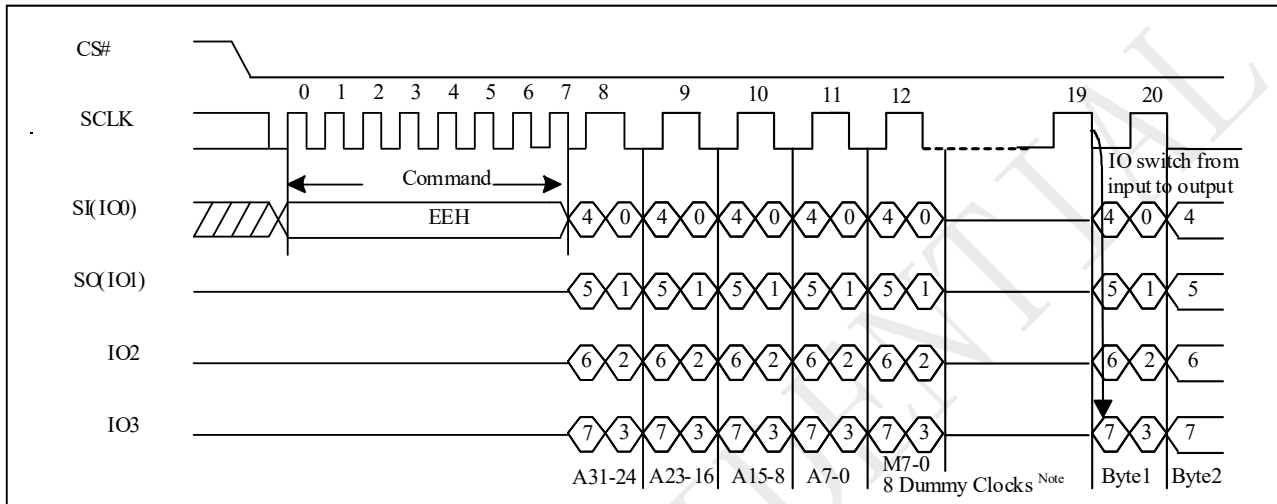 CS#
0 1 2 3 4 5 6 7 8 9 10 11 12 19 20
SCLK
Command
IO switch from
input to output
SI(IO0)
EEH
4 0 4 0 4 0 4 0 4 0 4 0 4
SO(IO1)
5 1 5 1 5 1 5 1 5 1 5 1 5
IO2
6 2 6 2 6 2 6 2 6 2 6 2 6
IO3
7 3 7 3 7 3 7 3 7 3 7 3 7
A31-24 A23-16 A15-8 A7-0 M7-0 Byte1 Byte2
8 Dummy Clocks Note
DENTIAL